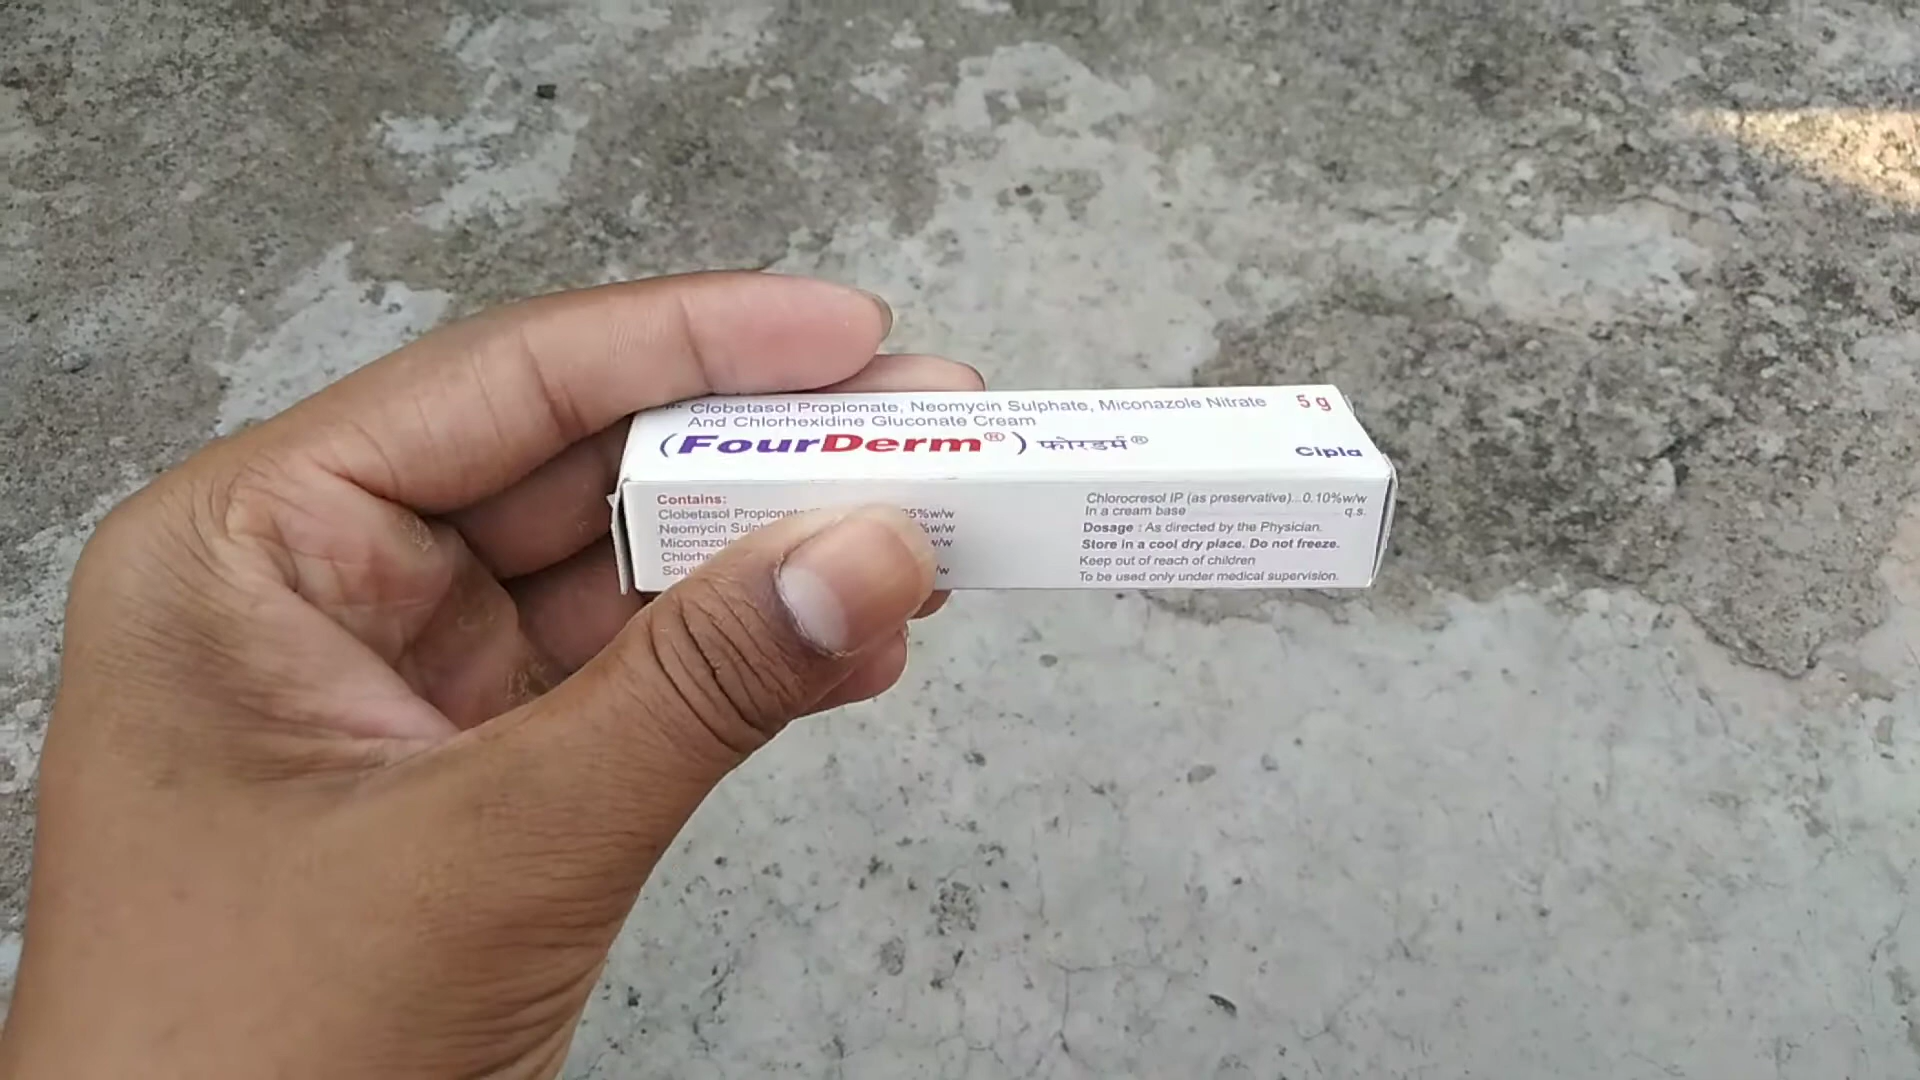 Clobetasol Propionate, Neomycin Sulphate, Miconazole Nitrate
And Chlorhexidine Gluconate Cream
5 g
(FourDerm®) फोरडर्म®
Cipla
Contains:
Clobetasol
Neomycin
Miconazole
Chlorocresol IP (as preservative)...0.10%w/w
In a cream base q.s.
Dosage : As directed by the Physician.
Store in a cool dry place. Do not freeze.
Keep out of reach of children
To be used only under medical supervision.